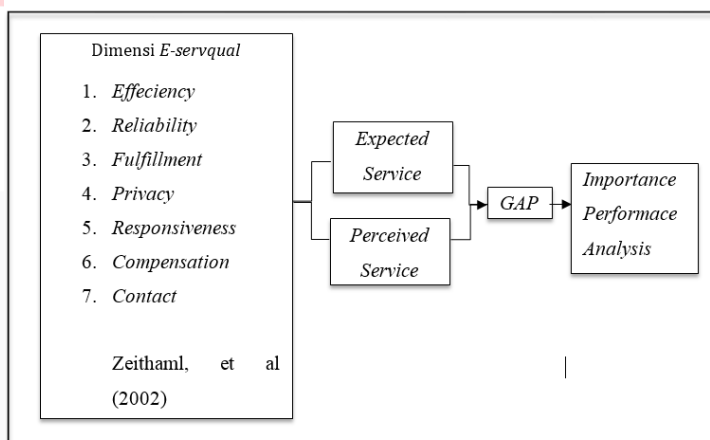 Dimensi E-servqual
1. Effeciency
2. Reliability
3. Fulfillment
4. Privacy
5. Responsiveness
6. Compensation
7. Contact
Zeithaml, et al
(2002)
Expected
Service
Perceived
Service
GAP
Importance
Performace
Analysis